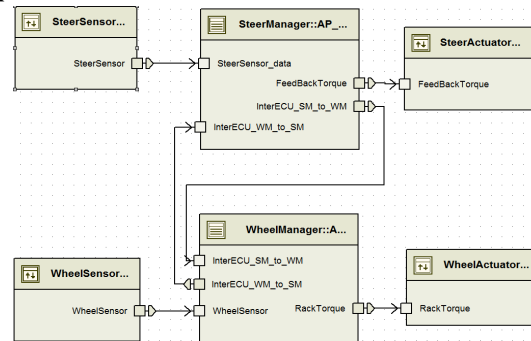 SteerSensor...
SteerSensor
SteerManager::AP_...
SteerSensor_data
FeedBackTorque
InterECU_SM_to_WM
InterECU_WM_to_SM
SteerActuator...
FeedBackTorque
WheelSensor...
WheelSensor
WheelManager::A...
InterECU_SM_to_WM
InterECU_WM_to_SM
WheelSensor
RackTorque
WheelActuator...
RackTorque